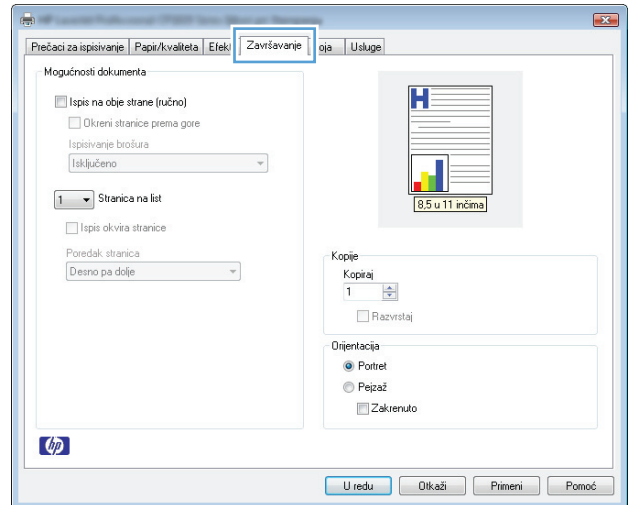 Prečaci za ispisivanje Papir/kvaliteta Efek Završavanje oja Usluge
Mogućnosti dokumenta
Ispis na obje strane (ručno)
Okreni stranice prema gore
Ispisivanje brošura
Isključeno
1 Stranica na list
Ispis okvira stranice
Poredak stranica
Desno pa dolje
H
8,5 u 11 inčima
Kopije
Kopiraj
1
Razvrstaj
Orijentacija
Portret
Pejzaž
Zakrenuto
hp
U redu Otkaži Primeni Pomoć